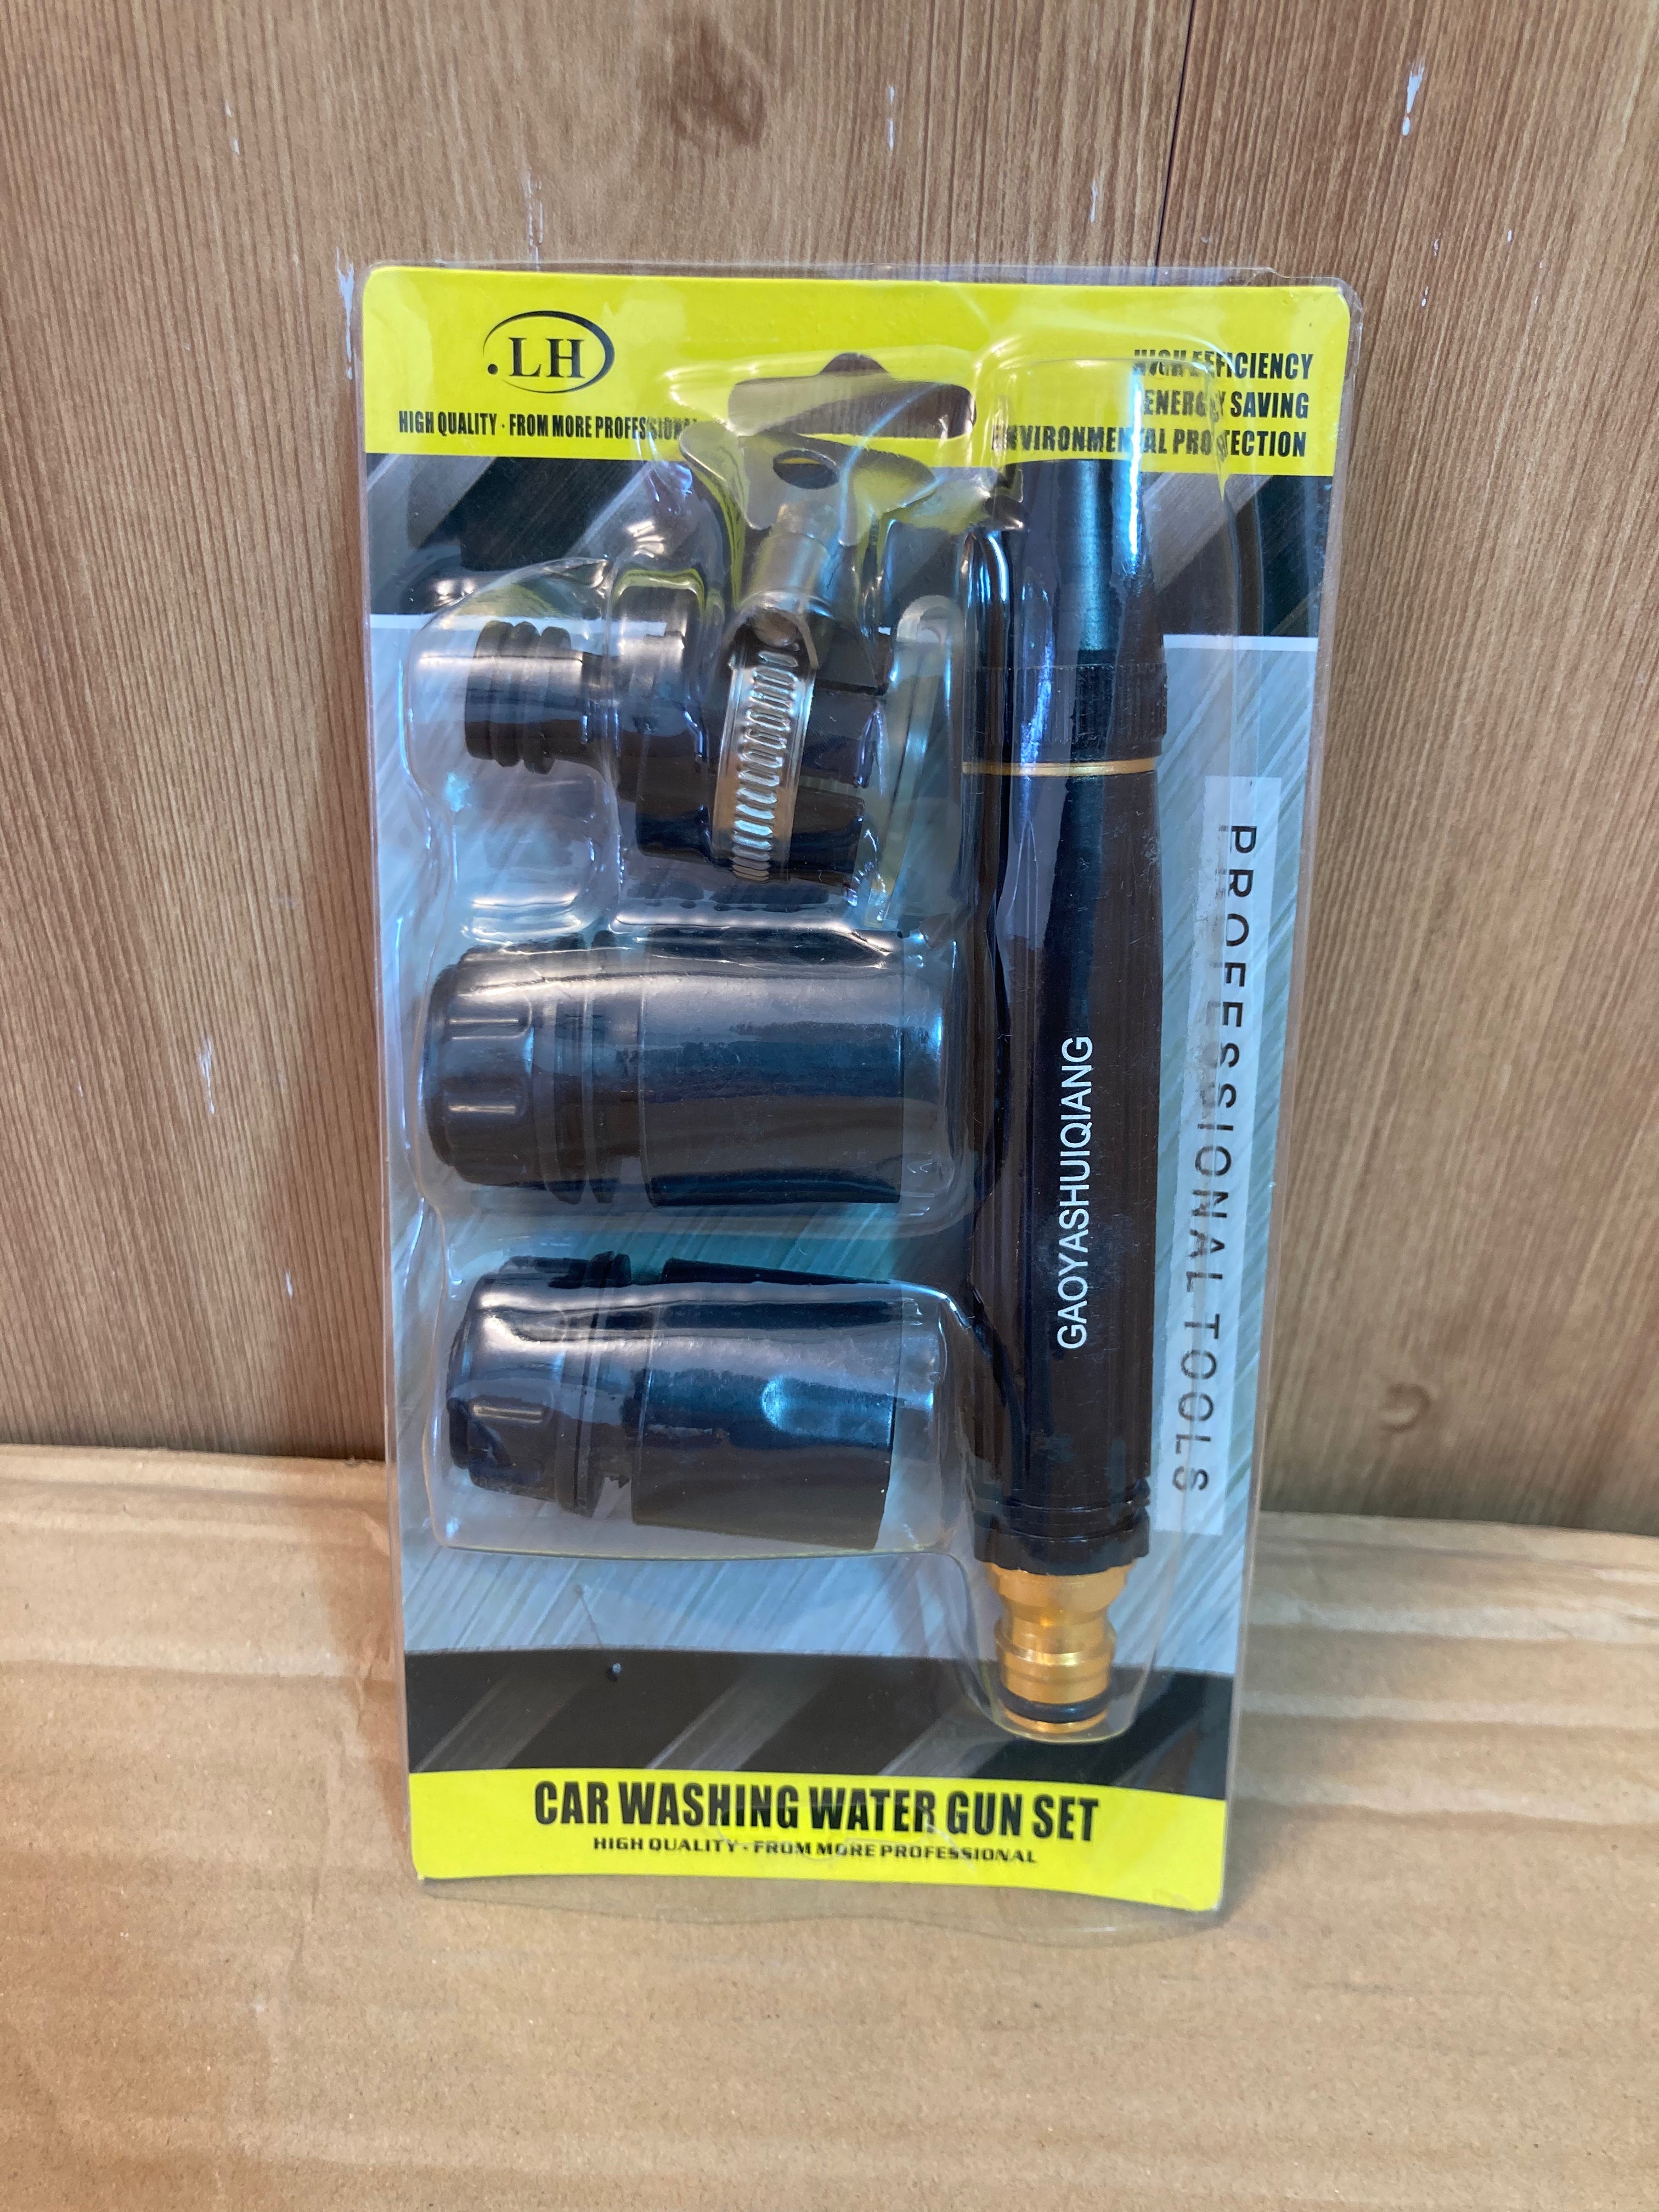 .LH
HIGH QUALITY · FROM MORE PROFESSIONAL
HIGH EFFICIENCY
ENERGY SAVING
ENVIRONMENTAL PROTECTION
GAOYASHUIQIANG
PROFESSIONAL TOOLS
CAR WASHING WATER GUN SET
HIGH QUALITY · FROM MORE PROFESSIONAL